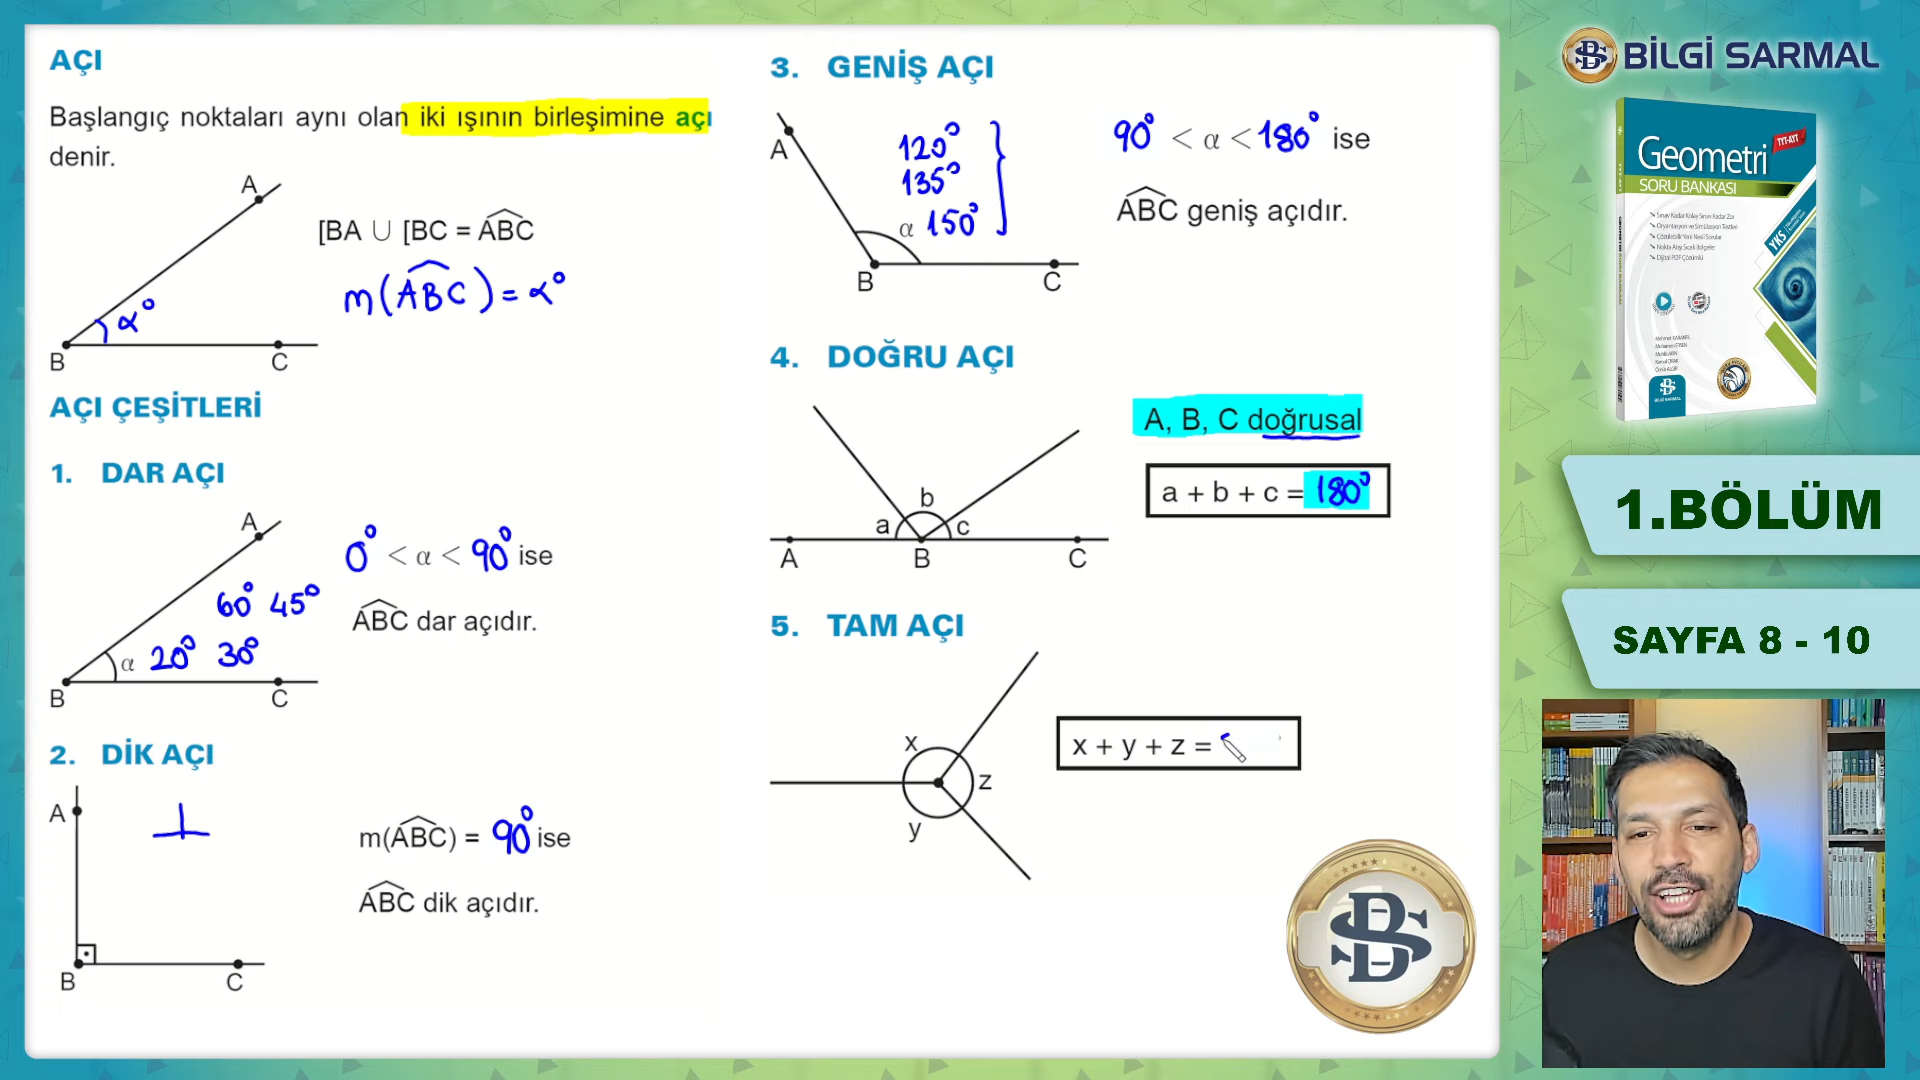 AÇI
Başlangıç noktaları aynı olan iki ışının birleşimine açı
denir.
A
[BA ∪ [BC = ABC
m(ABC) = α°
α°
B
C
AÇI ÇEŞİTLERİ
1. DAR AÇI
A
0° < α < 90° ise
60° 45°
ABC dar açıdır.
α 20° 30°
B
C
2. DİK AÇI
A
m(ABC) = 90° ise
ABC dik açıdır.
B
C
3. GENİŞ AÇI
A
120°
135°
α 150°
90° < α < 180° ise
ABC geniş açıdır.
B
C
4. DOĞRU AÇI
A, B, C doğrusal
a + b + c = 180°
b
a
c
A
B
C
5. TAM AÇI
x
x + y + z =
z
y
BİLGİ SARMAL
Geometri
TYT-AYT
SORU BANKASI
YKS
BİLGİ SARMAL
1.BÖLÜM
SAYFA 8 - 10